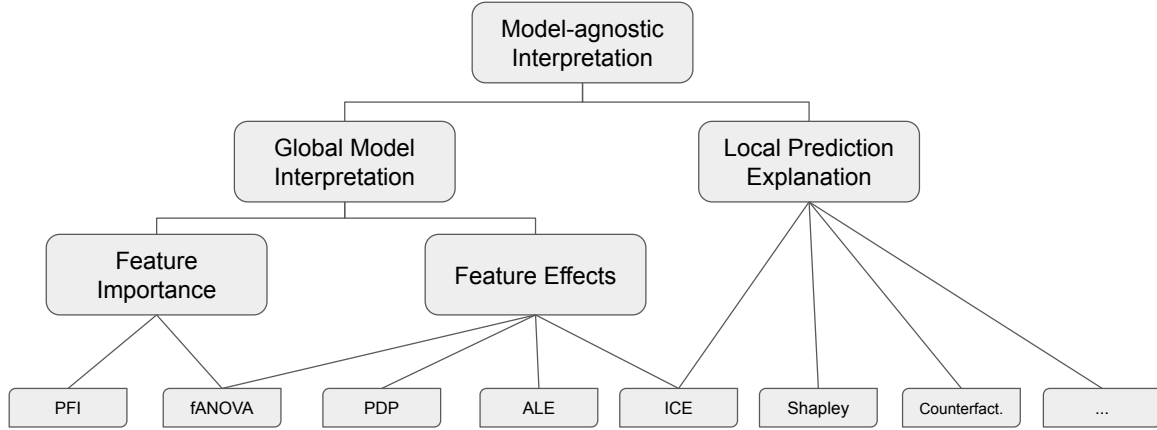 Model-agnostic
Interpretation
Global Model
Interpretation
Local Prediction
Explanation
Feature
Importance
Feature Effects
PFI
fANOVA
PDP
ALE
ICE
Shapley
Counterfact.
...